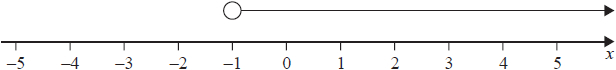 –5 –4 –3 –2 –1 0 1 2 3 4 5 x